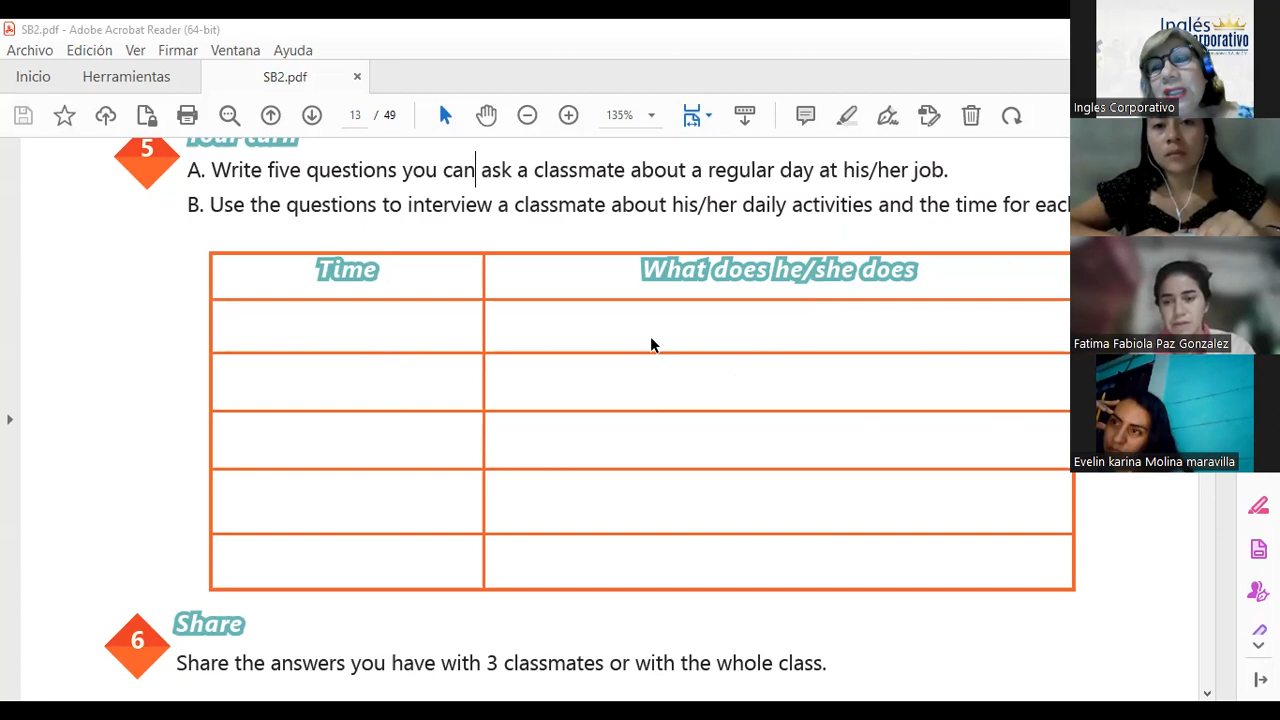 SB2.pdf - Adobe Acrobat Reader (64-bit)
Archivo Edición Ver Firmar Ventana Ayuda
Inicio Herramientas SB2.pdf ×
13 / 49 135%
5 Your turn
A. Write five questions you can ask a classmate about a regular day at his/her job.
B. Use the questions to interview a classmate about his/her daily activities and the time for each
Time What does he/she does
6 Share
Share the answers you have with 3 classmates or with the whole class.
Inglés
Corporativo
Ingles Corporativo
Fatima Fabiola Paz Gonzalez
Evelin karina Molina maravilla